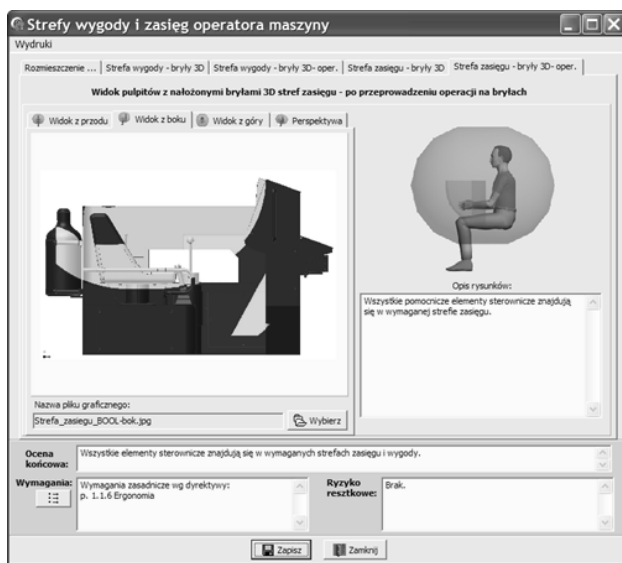 Strefy wygody i zasięg operatora maszyny
Wydruki
Rozmieszczenie ... Strefa wygody - bryły 3D Strefa wygody - bryły 3D- oper. Strefa zasięgu - bryły 3D Strefa zasięgu - bryły 3D- oper.
Widok pulpitów z nałożonymi bryłami 3D stref zasięgu - po przeprowadzeniu operacji na bryłach
Widok z przodu Widok z boku Widok z góry Perspektywa
Opis rysunków:
Wszystkie pomocnicze elementy sterownicze znajdują
się w wymaganej strefie zasięgu.
Nazwa pliku graficznego:
Strefa_zasiegu_BOOL-bok.jpg Wybierz
Ocena
końcowa:
Wszystkie elementy sterownicze znajdują się w wymaganych strefach zasięgu i wygody.
Wymagania:
Wymagania zasadnicze wg dyrektywy:
p. 1.1.6 Ergonomia
Ryzyko
resztkowe:
Brak.
Zapisz Zamknij